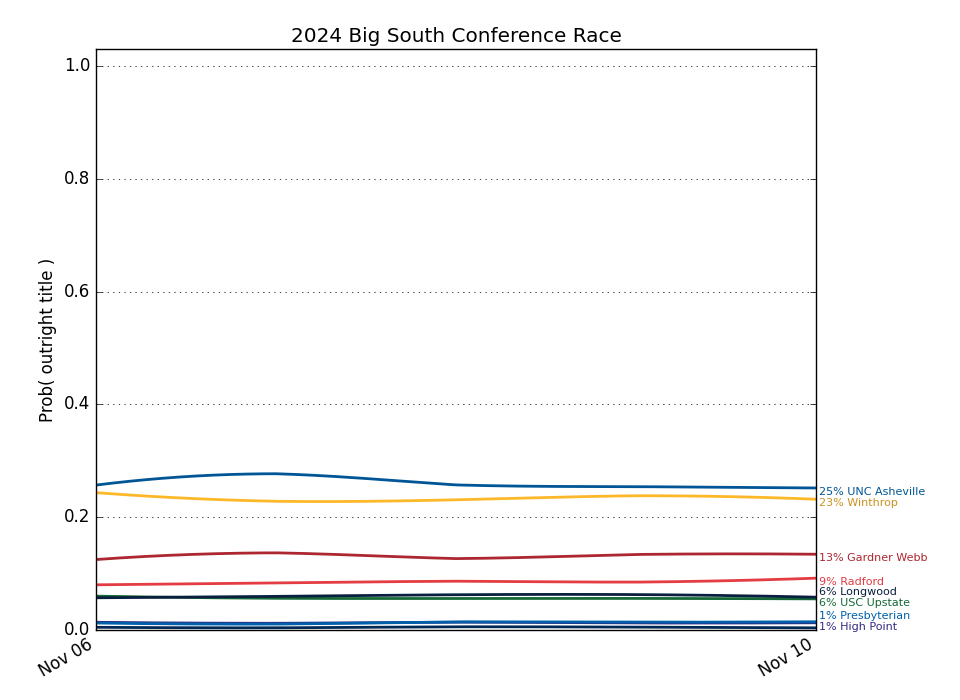 2024 Big South Conference Race
1.0
0.8
0.6
0.4
0.2
0.0
Prob( outright title )
Nov 06
Nov 10
25% UNC Asheville
23% Winthrop
13% Gardner Webb
9% Radford
6% Longwood
6% USC Upstate
1% Presbyterian
1% High Point